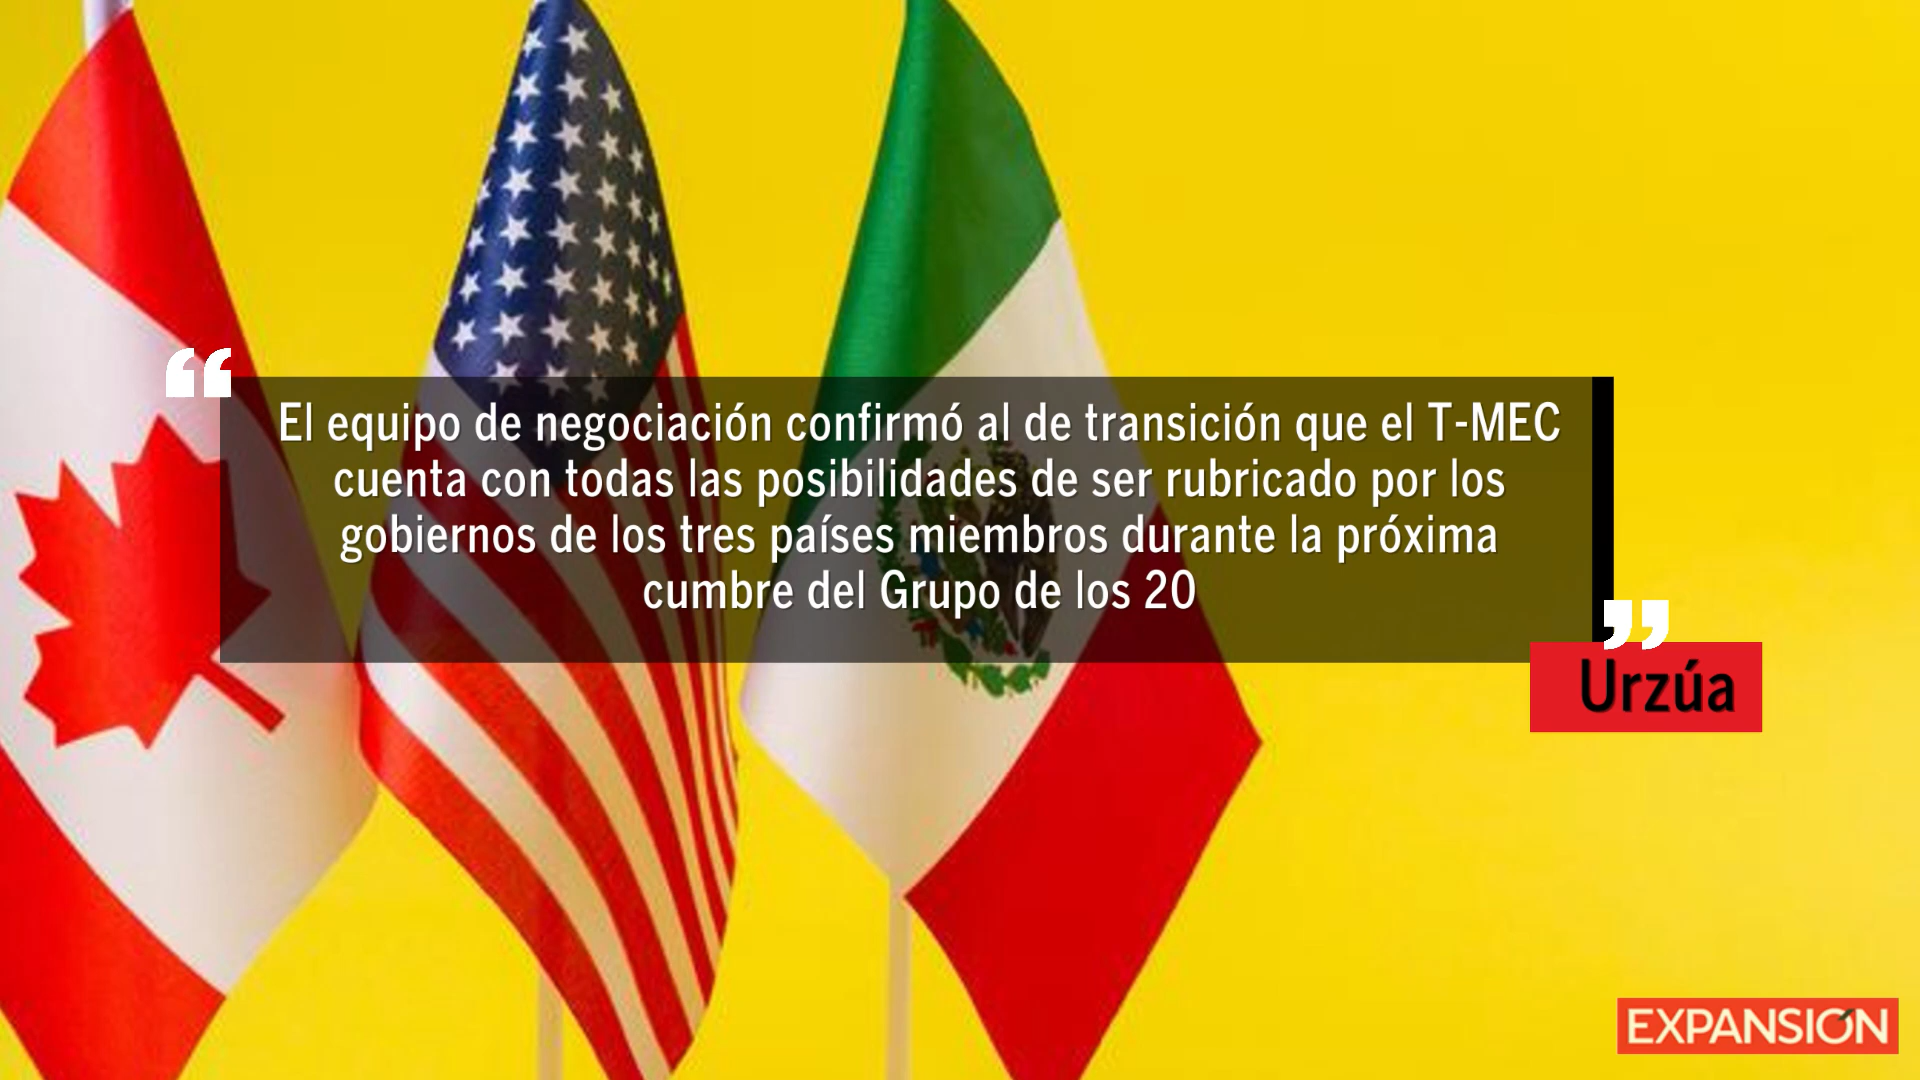 “
El equipo de negociación confirmó al de transición que el T-MEC
cuenta con todas las posibilidades de ser rubricado por los
gobiernos de los tres países miembros durante la próxima
cumbre del Grupo de los 20
”
Urzúa
EXPANSIÓN